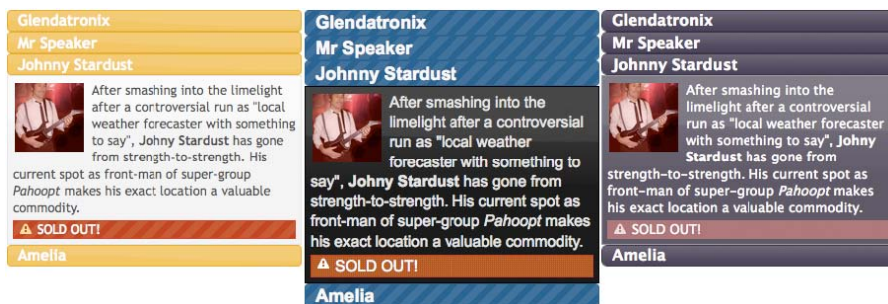 Glendatronix
Mr Speaker
Johnny Stardust
After smashing into the
limelight after a controversial
run as "local
weather forecaster with something
to say", Johny Stardust has gone
from strength-to-strength. His
current spot as front-man of super-group
Pahoopt makes his exact location a valuable
commodity.
SOLD OUT!
Amelia
Glendatronix
Mr Speaker
Johnny Stardust
After smashing into the
limelight after a controversial
run as "local weather
forecaster with something to
say", Johny Stardust has gone from
strength-to-strength. His current spot as
front-man of super-group Pahoopt makes
his exact location a valuable commodity.
SOLD OUT!
Amelia
Glendatronix
Mr Speaker
Johnny Stardust
After smashing into the
limelight after a controversial
run as "local weather forecaster
with something to say", Johny
Stardust has gone from
strength-to-strength. His current spot as
front-man of super-group Pahoopt makes
his exact location a valuable commodity.
SOLD OUT!
Amelia